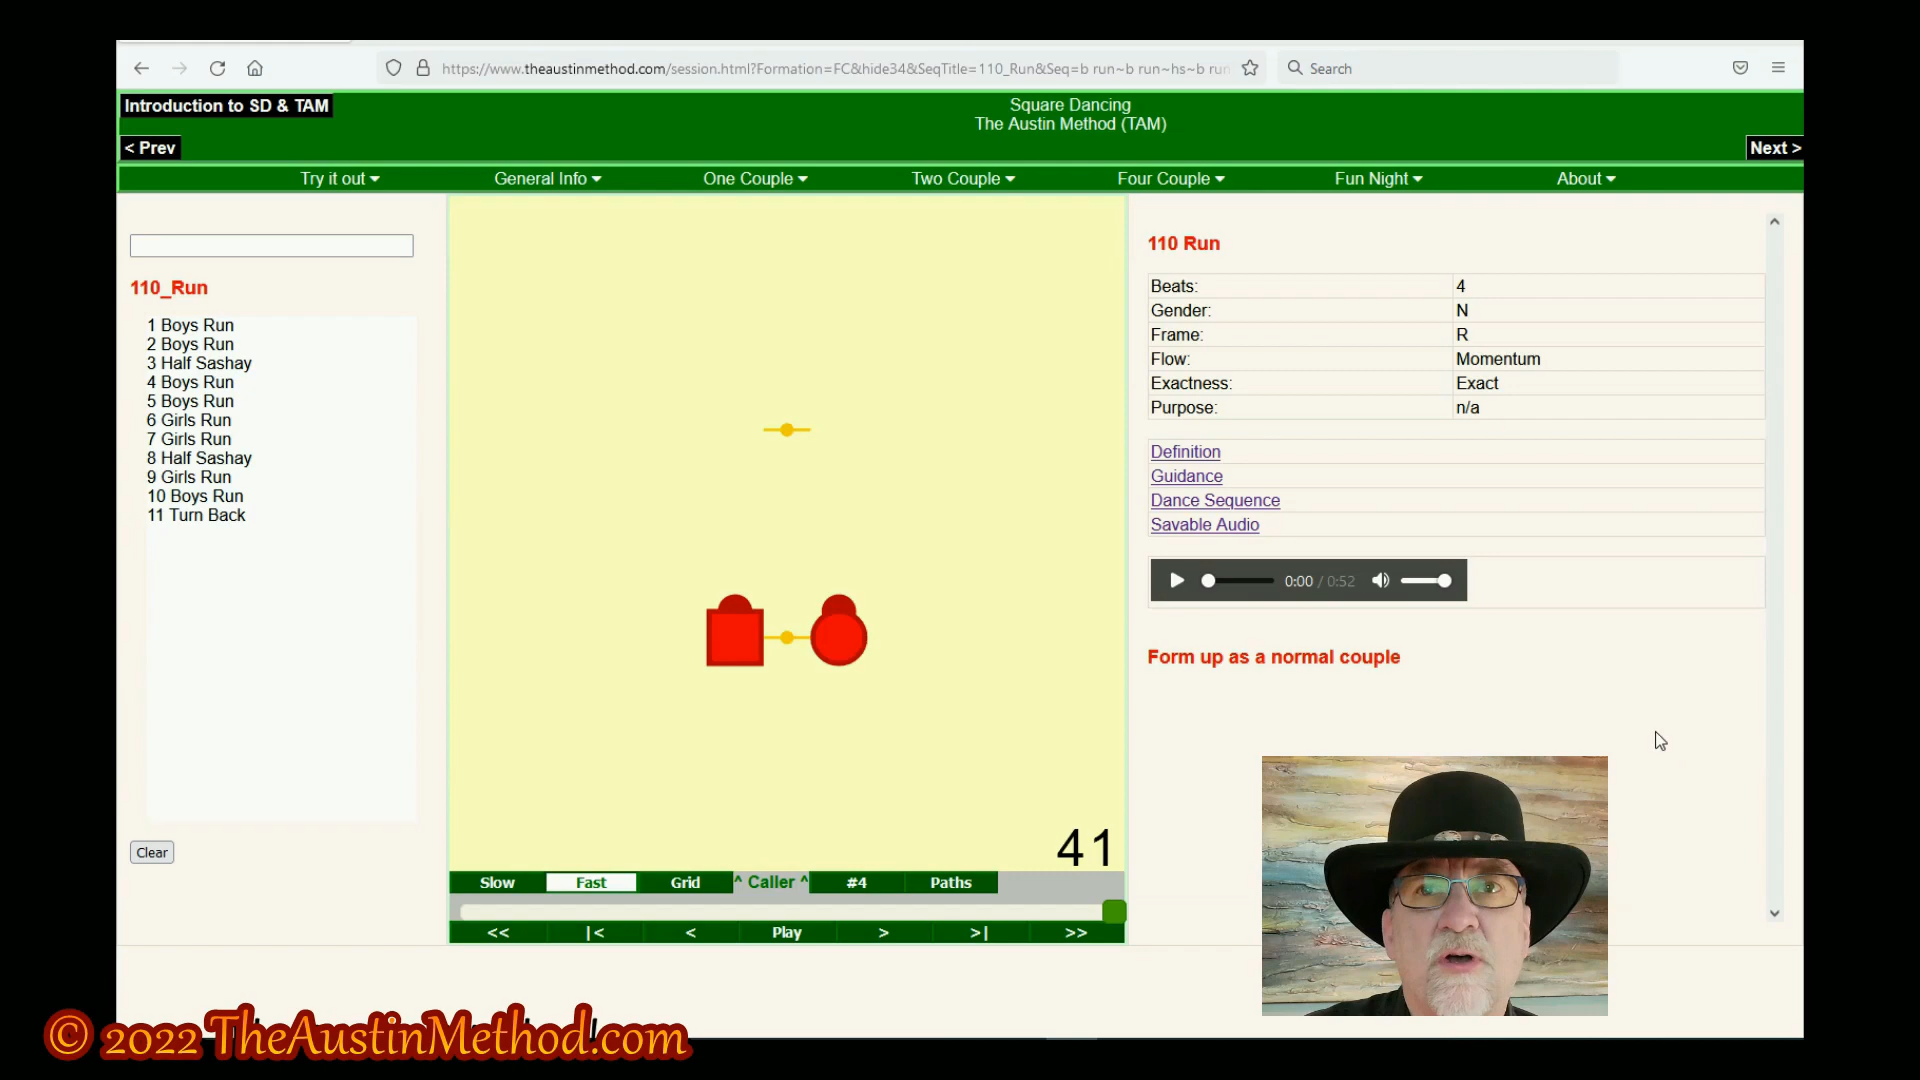 https://www.theaustinmethod.com/session.html?Formation=FC&hide34&SeqTitle=110_Run&Seq=b run~b run~hs~b run
Search
Introduction to SD & TAM
Square Dancing
The Austin Method (TAM)
< Prev
Next >
Try it out
General Info
One Couple
Two Couple
Four Couple
Fun Night
About
110_Run
1 Boys Run
2 Boys Run
3 Half Sashay
4 Boys Run
5 Boys Run
6 Girls Run
7 Girls Run
8 Half Sashay
9 Girls Run
10 Boys Run
11 Turn Back
Clear
41
Slow
Fast
Grid
^ Caller ^
#4
Paths
<<
|<
<
Play
>
>|
>>
110 Run
Beats: 4
Gender: N
Frame: R
Flow: Momentum
Exactness: Exact
Purpose: n/a
Definition
Guidance
Dance Sequence
Savable Audio
0:00 / 0:52
Form up as a normal couple
© 2022 TheAustinMethod.com